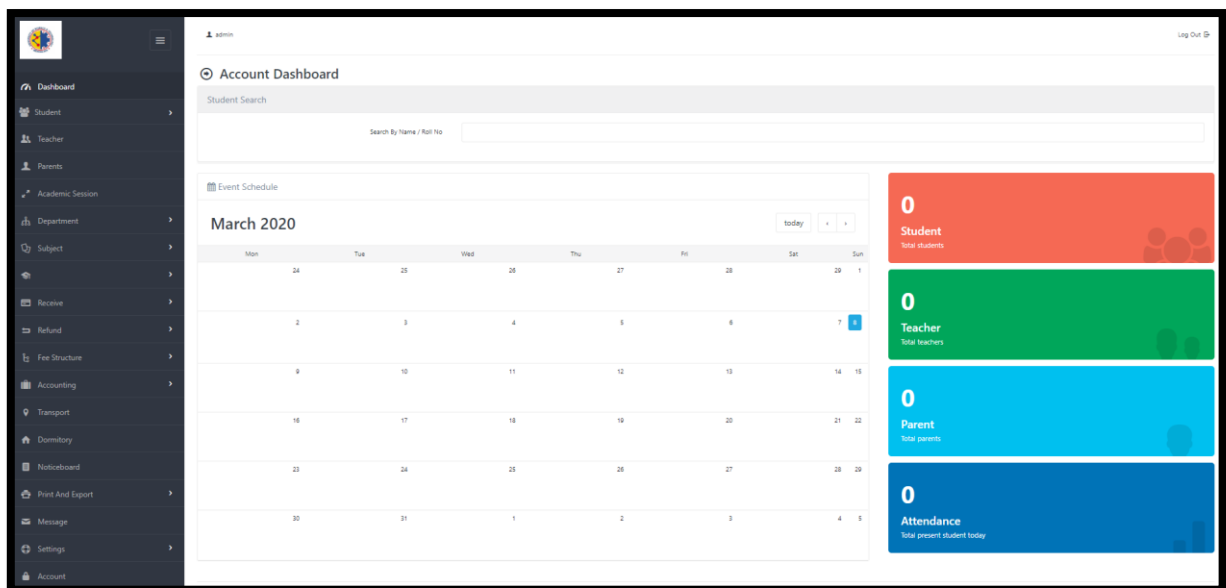 admin
Log Out
Account Dashboard
Dashboard
Student
Teacher
Parents
Academic Session
Department
Subject
Receive
Refund
Fee Structure
Accounting
Transport
Dormitory
Noticeboard
Print And Export
Message
Settings
Account
Student Search
Search By Name / Roll No
Event Schedule
March 2020
today
Mon Tue Wed Thu Fri Sat Sun
24 25 26 27 28 29 1
2 3 4 5 6 7 8
9 10 11 12 13 14 15
16 17 18 19 20 21 22
23 24 25 26 27 28 29
30 31 1 2 3 4 5
0
Student
Total students
0
Teacher
Total teachers
0
Parent
Total parents
0
Attendance
Total present student today